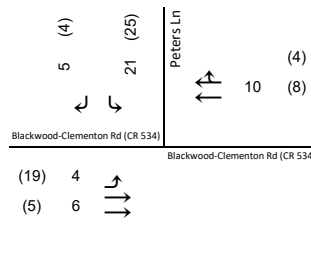 5 (4)
21 (25)
Peters Ln
(4)
10 (8)
Blackwood-Clementon Rd (CR 534)
Blackwood-Clementon Rd (CR 534
(19) 4
(5) 6